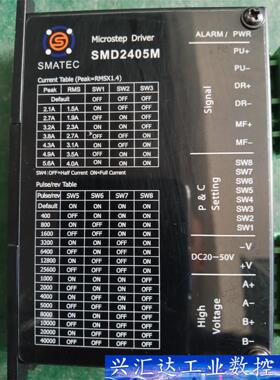 SMATEC
Microstep Driver
SMD2405M
Current Table (Peak=RMSX1.4)
Peak RMS SW1 SW2 SW3
Default OFF OFF OFF
2.1A 1.5A ON OFF OFF
2.7A 1.9A OFF ON OFF
3.2A 2.3A ON ON OFF
3.8A 2.7A OFF OFF ON
4.3A 3.1A ON OFF ON
4.9A 3.5A OFF ON ON
5.6A 4.0A ON ON ON
SW4:OFF=Half Current ON=Full Current
Pulse/rev Table
Pulse/rev SW5 SW6 SW7 SW8
Default ON ON ON ON
400 OFF ON ON ON
800 ON OFF ON ON
1600 OFF OFF ON ON
3200 ON ON OFF ON
6400 OFF ON OFF ON
12800 ON OFF OFF ON
25600 OFF OFF OFF ON
1000 ON ON ON OFF
2000 OFF ON ON OFF
4000 ON OFF ON OFF
5000 OFF OFF ON OFF
8000 ON ON OFF OFF
10000 OFF ON OFF OFF
20000 ON OFF OFF OFF
40000 OFF OFF OFF OFF
ALARM / PWR
Signal
PU+
PU-
DR+
DR-
MF+
MF-
P & C Setting
SW8
SW7
SW6
SW5
SW4
SW3
SW2
SW1
DC20~50V
-V
+V
High Voltage
A+
A-
B+
B-
兴汇达工业数控